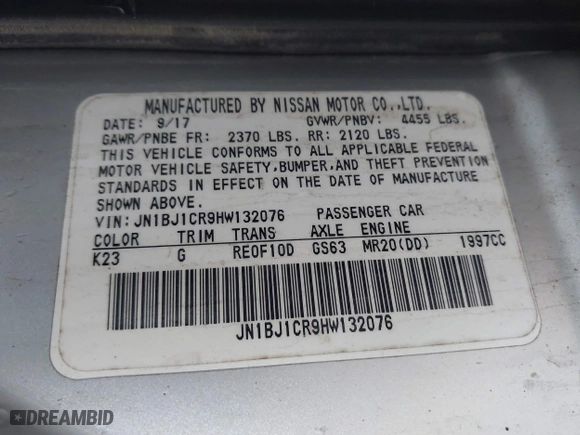 MANUFACTURED BY NISSAN MOTOR CO.,LTD.
DATE: 9/17 GVWR/PNBV: 4455 LBS.
GAWR/PNBE FR: 2370 LBS. RR: 2120 LBS.
THIS VEHICLE CONFORMS TO ALL APPLICABLE FEDERAL
MOTOR VEHICLE SAFETY,BUMPER,AND THEFT PREVENTION
STANDARDS IN EFFECT ON THE DATE OF MANUFACTURE
SHOWN ABOVE.
VIN: JN1BJ1CR9HW132076 PASSENGER CAR
COLOR TRIM TRANS AXLE ENGINE
K23 G RE0F10D GS63 MR20(DD) 1997CC
JN1BJ1CR9HW132076
DREAMBID